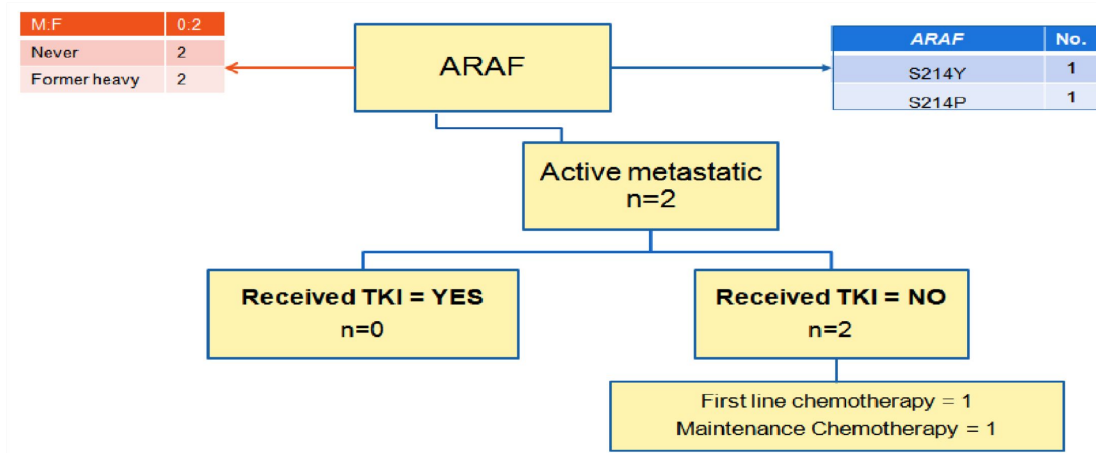 M:F 0:2
Never 2
Former heavy 2
ARAF
ARAF No.
S214Y 1
S214P 1
Active metastatic
n=2
Received TKI = YES
n=0
Received TKI = NO
n=2
First line chemotherapy = 1
Maintenance Chemotherapy = 1